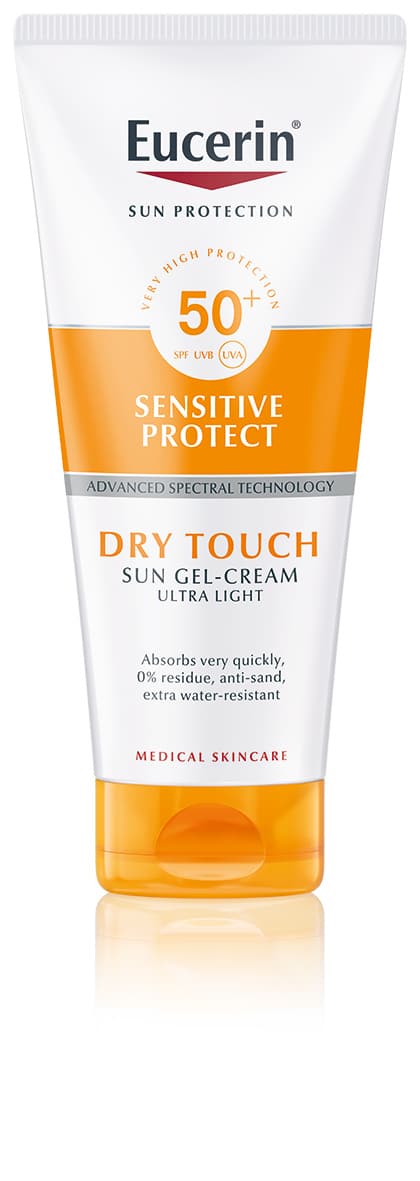 Eucerin®
SUN PROTECTION
VERY HIGH PROTECTION
50+
SPF UVB UVA
SENSITIVE
PROTECT
ADVANCED SPECTRAL TECHNOLOGY
DRY TOUCH
SUN GEL-CREAM
ULTRA LIGHT
Absorbs very quickly,
0% residue, anti-sand,
extra water-resistant
MEDICAL SKINCARE